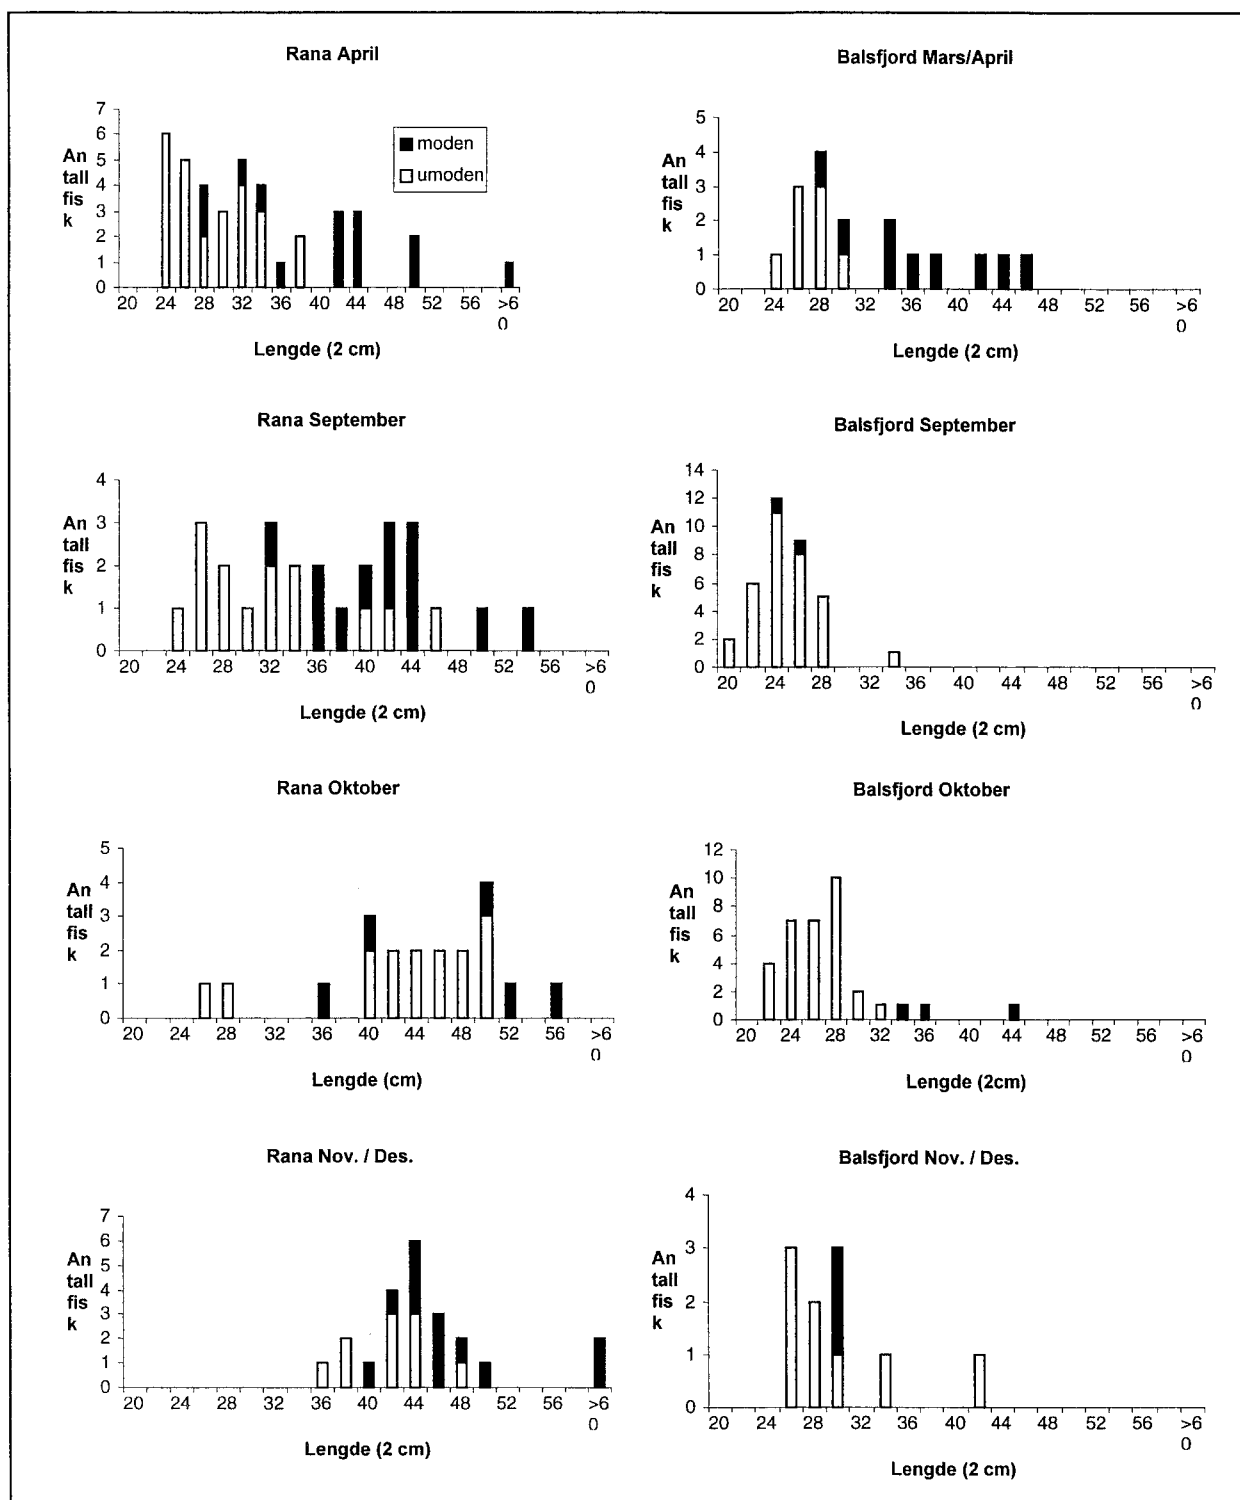 Rana April
7
6
5
4
3
2
1
0
An
tall
fis
k
moden
umoden
20 24 28 32 36 40 44 48 52 56 >6
0
Lengde (2 cm)
Balsfjord Mars/April
5
4
3
2
1
0
An
tall
fis
k
20 24 28 32 36 40 44 48 52 56 >6
0
Lengde (2 cm)
Rana September
4
3
2
1
0
An
tall
fis
k
20 24 28 32 36 40 44 48 52 56 >6
0
Lengde (2 cm)
Balsfjord September
14
12
10
8
6
4
2
0
An
tall
fis
k
20 24 28 32 36 40 44 48 52 56 >6
0
Lengde (2 cm)
Rana Oktober
5
4
3
2
1
0
An
tall
fis
k
20 24 28 32 36 40 44 48 52 56 >6
0
Lengde (cm)
Balsfjord Oktober
12
10
8
6
4
2
0
An
tall
fis
k
20 24 28 32 36 40 44 48 52 56 >6
0
Lengde (2cm)
Rana Nov. / Des.
7
6
5
4
3
2
1
0
An
tall
fis
k
20 24 28 32 36 40 44 48 52 56 >6
0
Lengde (2 cm)
Balsfjord Nov. / Des.
4
3
2
1
0
An
tall
fis
k
20 24 28 32 36 40 44 48 52 56 >6
0
Lengde (2 cm)